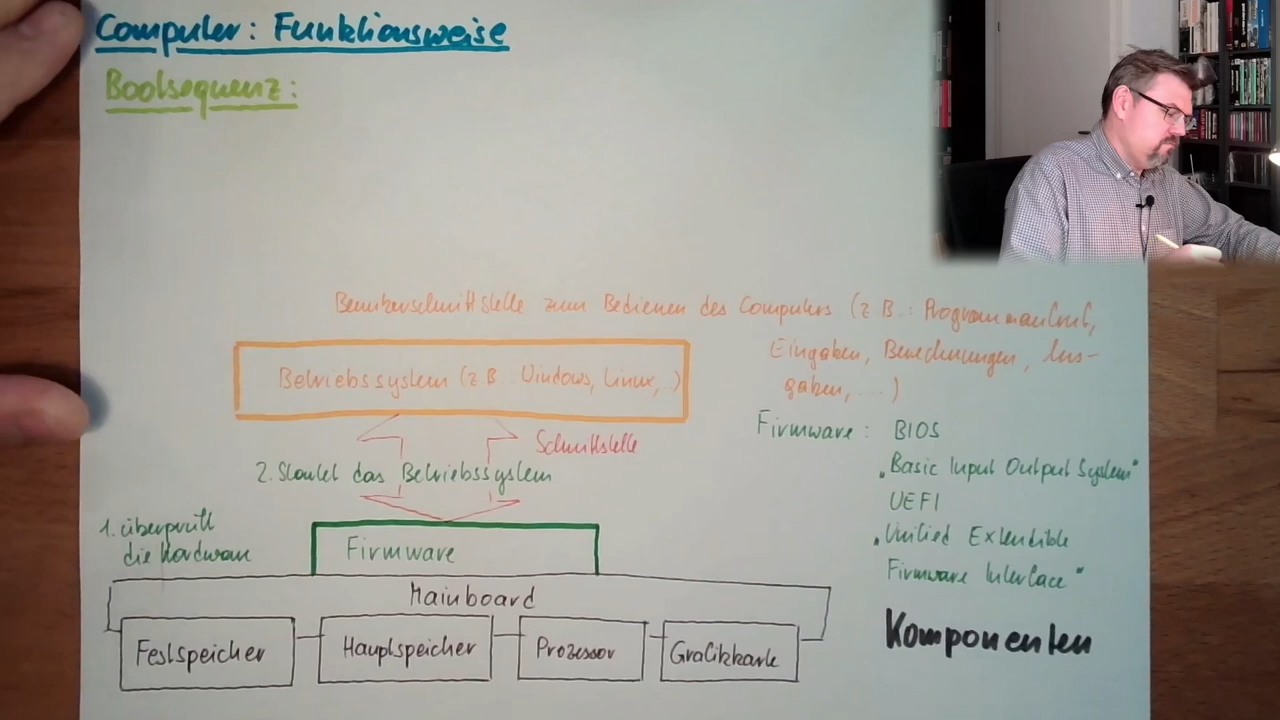 Computer: Funktionsweise
Bootsequenz:
Benutzerschnittstelle zum Bedienen des Computers (z.B.: Programmaufruf,
Eingaben, Berechnungen, Aus-
gaben, ...)
Betriebssystem (z.B. Windows, Linux,..)
Firmware: BIOS
Schnittstelle
2. Startet das Betriebssystem
"Basic Input Output System"
UEFI
1. überprüft
die Hardware
Firmware
"Unified Extendible
Firmware Interface"
Mainboard
Komponenten
Festspeicher
Hauptspeicher
Prozessor
Grafikkarte